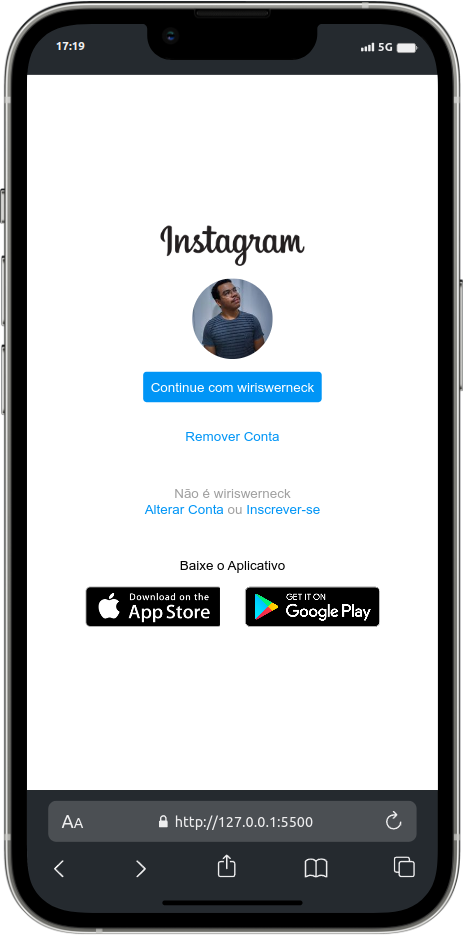 17:19
5G
Instagram
Continue com wiriswerneck
Remover Conta
Não é wiriswerneck
Alterar Conta ou Inscrever-se
Baixe o Aplicativo
Download on the
App Store
GET IT ON
Google Play
AA
http://127.0.0.1:5500